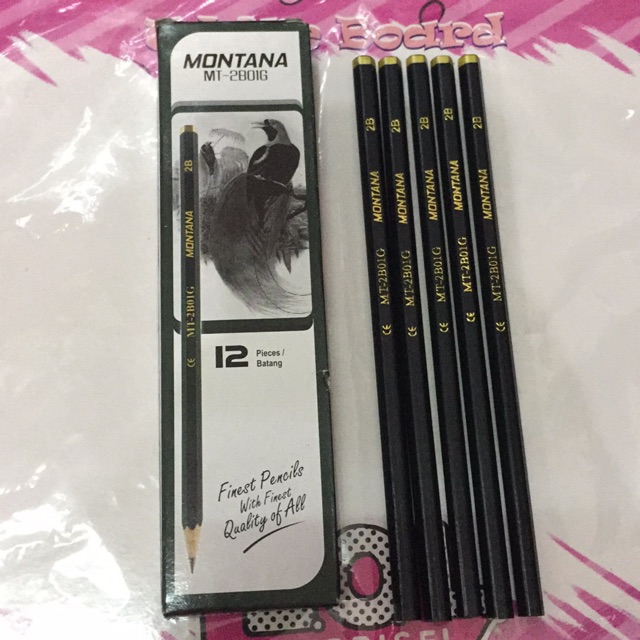 Board
MONTANA
MT-2B01G
2B MONTANA MT-2B01G CE
12 Pieces /
Batang
Finest Pencils
With Finest
Quality of All
2B MONTANA MT-2B01G CE
2B MONTANA MT-2B01G CE
2B MONTANA MT-2B01G CE
2B MONTANA MT-2B01G
2B MONTANA MT-2B01G CE